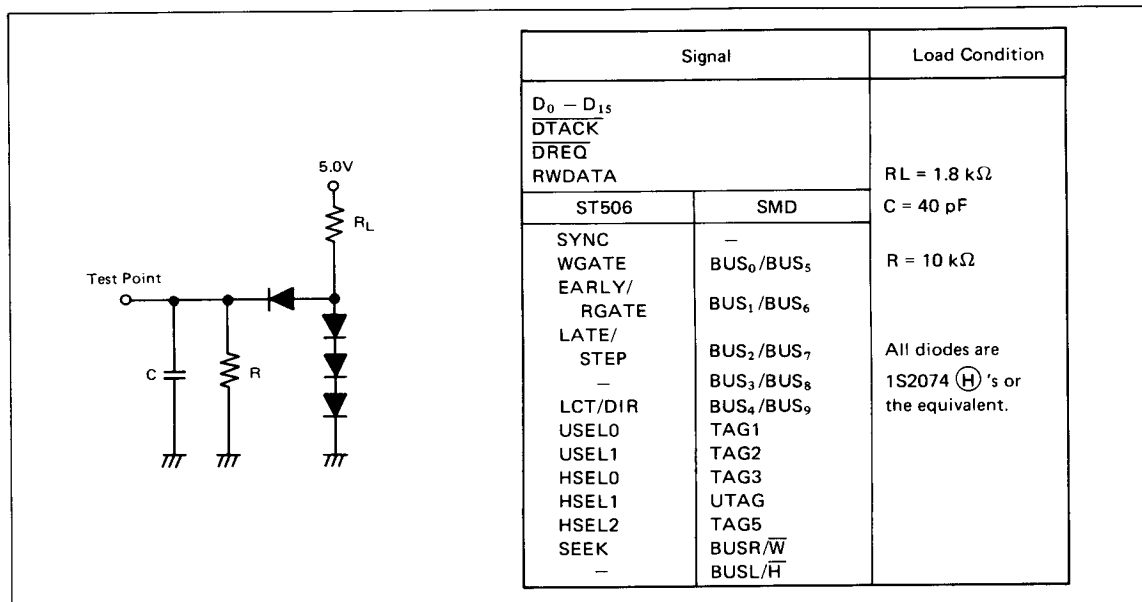 5.0V
R_L
Test Point
C
R
Signal Load Condition
D₀ – D₁₅
D̅T̅A̅C̅K̅
D̅R̅E̅Q̅
RWDATA
ST506 SMD
SYNC –
WGATE BUS₀/BUS₅
EARLY/
RGATE BUS₁/BUS₆
LATE/
STEP BUS₂/BUS₇
– BUS₃/BUS₈
LCT/DIR BUS₄/BUS₉
USEL0 TAG1
USEL1 TAG2
HSEL0 TAG3
HSEL1 UTAG
HSEL2 TAG5
SEEK BUSR/W̅
– BUSL/H̅
RL = 1.8 kΩ
C = 40 pF
R = 10 kΩ
All diodes are
1S2074 Ⓗ 's or
the equivalent.